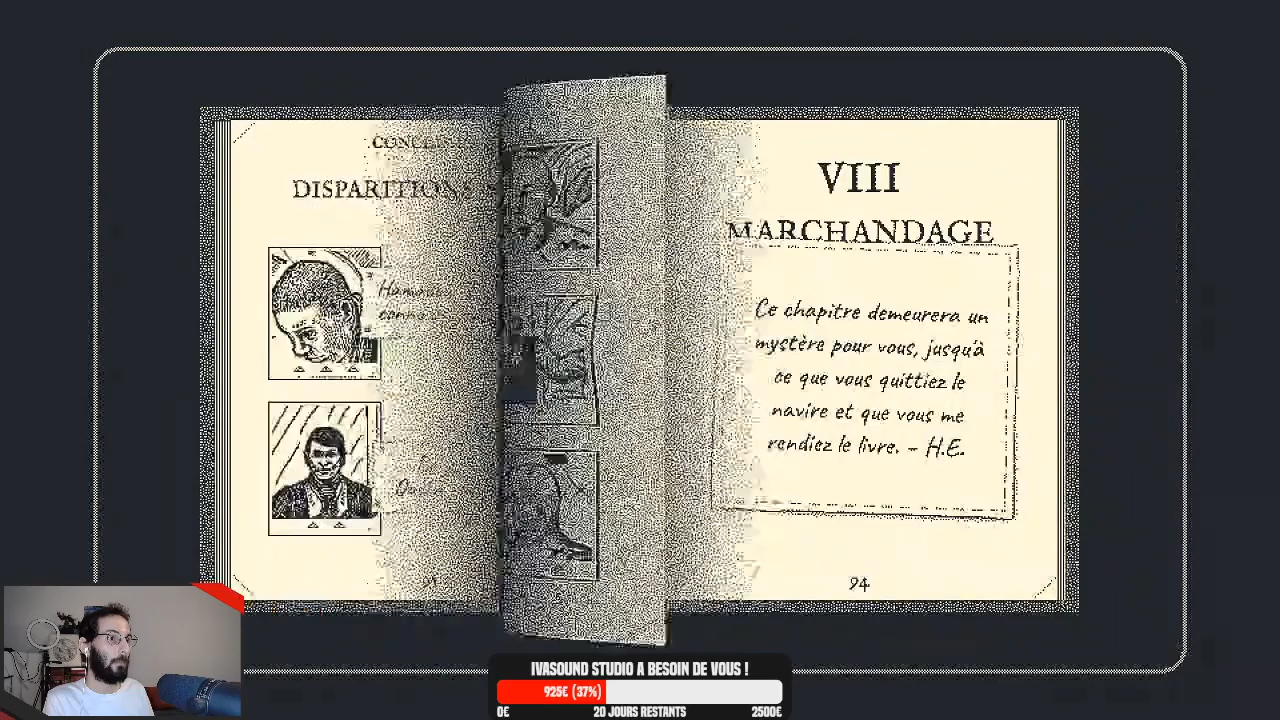 DISPARITIONS
VIII
MARCHANDAGE
Ce chapitre demeurera un
mystère pour vous, jusqu'à
ce que vous quittiez le
navire et que vous me
rendiez le livre. – H.E.
94
IVASOUND STUDIO A BESOIN DE VOUS !
925€ (37%)
0€ 20 JOURS RESTANTS 2500€